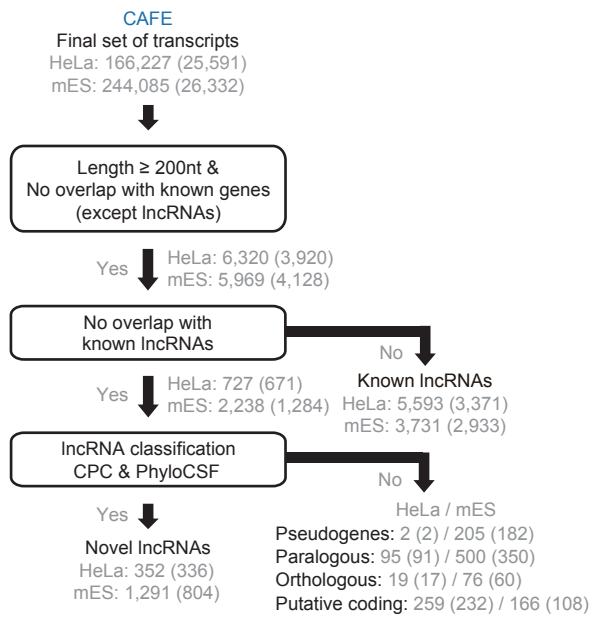 CAFE
Final set of transcripts
HeLa: 166,227 (25,591)
mES: 244,085 (26,332)
Length ≥ 200nt &
No overlap with known genes
(except lncRNAs)
Yes
HeLa: 6,320 (3,920)
mES: 5,969 (4,128)
No overlap with
known lncRNAs
No
Known lncRNAs
HeLa: 5,593 (3,371)
mES: 3,731 (2,933)
Yes
HeLa: 727 (671)
mES: 2,238 (1,284)
lncRNA classification
CPC & PhyloCSF
No
HeLa / mES
Pseudogenes: 2 (2) / 205 (182)
Paralogous: 95 (91) / 500 (350)
Orthologous: 19 (17) / 76 (60)
Putative coding: 259 (232) / 166 (108)
Yes
Novel lncRNAs
HeLa: 352 (336)
mES: 1,291 (804)